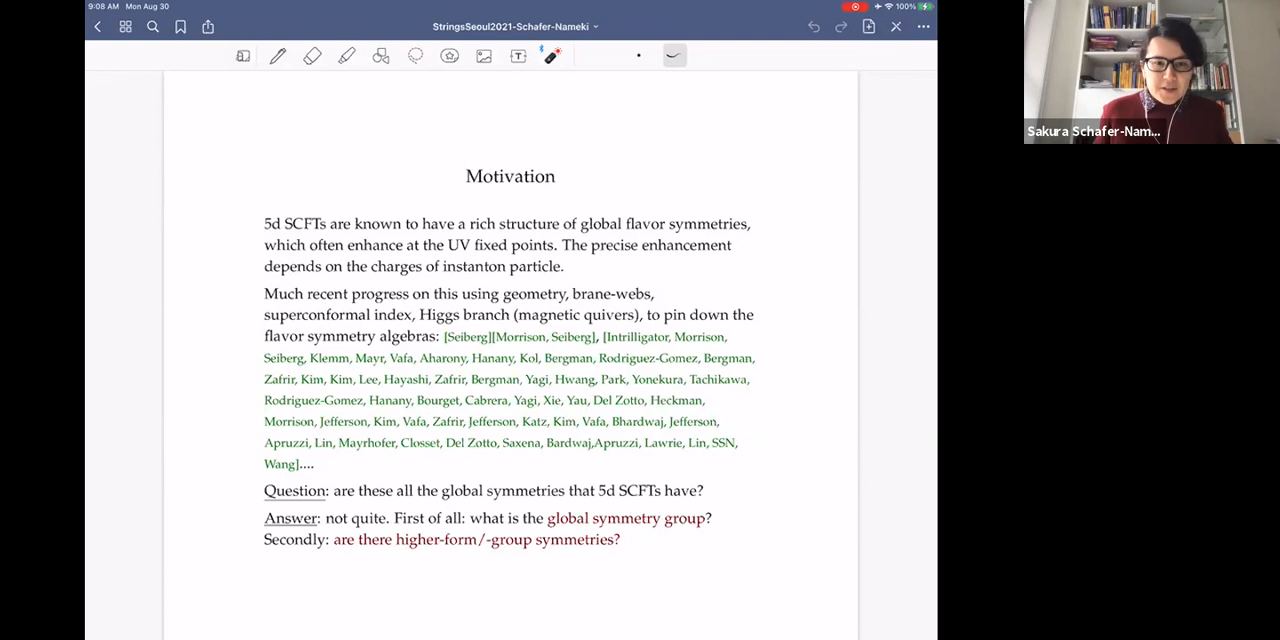 9:08 AM Mon Aug 30
100%
StringsSeoul2021-Schafer-Nameki
T
Sakura Schafer-Nam...
Motivation
5d SCFTs are known to have a rich structure of global flavor symmetries,
which often enhance at the UV fixed points. The precise enhancement
depends on the charges of instanton particle.
Much recent progress on this using geometry, brane-webs,
superconformal index, Higgs branch (magnetic quivers), to pin down the
flavor symmetry algebras: [Seiberg][Morrison, Seiberg], [Intrilligator, Morrison,
Seiberg, Klemm, Mayr, Vafa, Aharony, Hanany, Kol, Bergman, Rodriguez-Gomez, Bergman,
Zafrir, Kim, Kim, Lee, Hayashi, Zafrir, Bergman, Yagi, Hwang, Park, Yonekura, Tachikawa,
Rodriguez-Gomez, Hanany, Bourget, Cabrera, Yagi, Xie, Yau, Del Zotto, Heckman,
Morrison, Jefferson, Kim, Vafa, Zafrir, Jefferson, Katz, Kim, Vafa, Bhardwaj, Jefferson,
Apruzzi, Lin, Mayrhofer, Closset, Del Zotto, Saxena, Bardwaj,Apruzzi, Lawrie, Lin, SSN,
Wang]....
Question: are these all the global symmetries that 5d SCFTs have?
Answer: not quite. First of all: what is the global symmetry group?
Secondly: are there higher-form/-group symmetries?